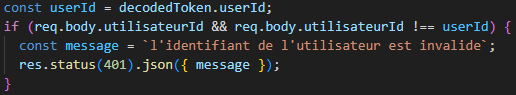 const userId = decodedToken.userId;
if (req.body.utilisateurId && req.body.utilisateurId !== userId) {
const message = `l'identifiant de l'utilisateur est invalide`;
res.status(401).json({ message });
}